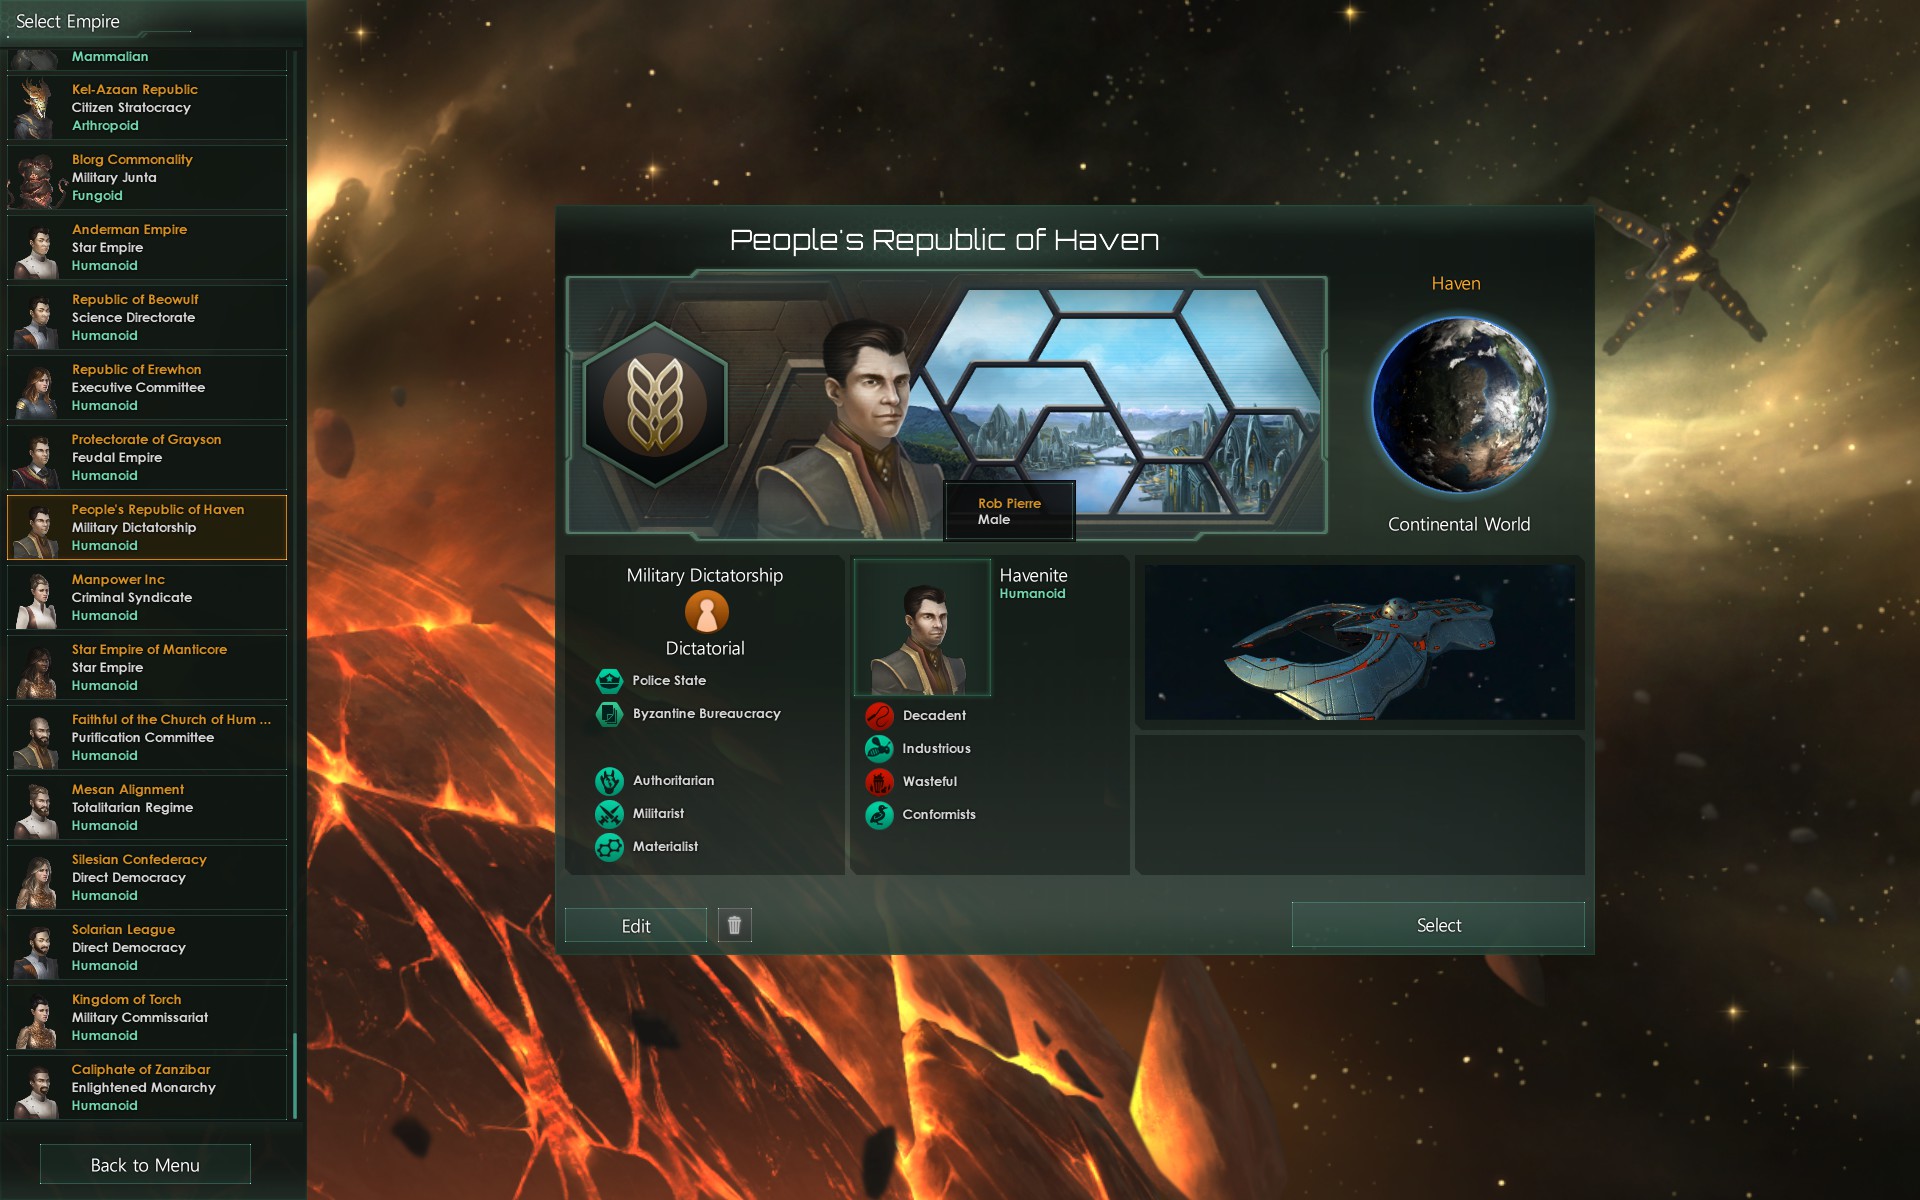 Select Empire
Mammalian
Kel-Azaan Republic
Citizen Stratocracy
Arthropoid
Blorg Commonality
Military Junta
Fungoid
Anderman Empire
Star Empire
Humanoid
Republic of Beowulf
Science Directorate
Humanoid
Republic of Erewhon
Executive Committee
Humanoid
Protectorate of Grayson
Feudal Empire
Humanoid
People's Republic of Haven
Military Dictatorship
Humanoid
Manpower Inc
Criminal Syndicate
Humanoid
Star Empire of Manticore
Star Empire
Humanoid
Faithful of the Church of Hum ...
Purification Committee
Humanoid
Mesan Alignment
Totalitarian Regime
Humanoid
Silesian Confederacy
Direct Democracy
Humanoid
Solarian League
Direct Democracy
Humanoid
Kingdom of Torch
Military Commissariat
Humanoid
Caliphate of Zanzibar
Enlightened Monarchy
Humanoid
Back to Menu
People's Republic of Haven
Rob Pierre
Male
Haven
Continental World
Military Dictatorship
Dictatorial
Police State
Byzantine Bureaucracy
Authoritarian
Militarist
Materialist
Havenite
Humanoid
Decadent
Industrious
Wasteful
Conformists
Edit
Select